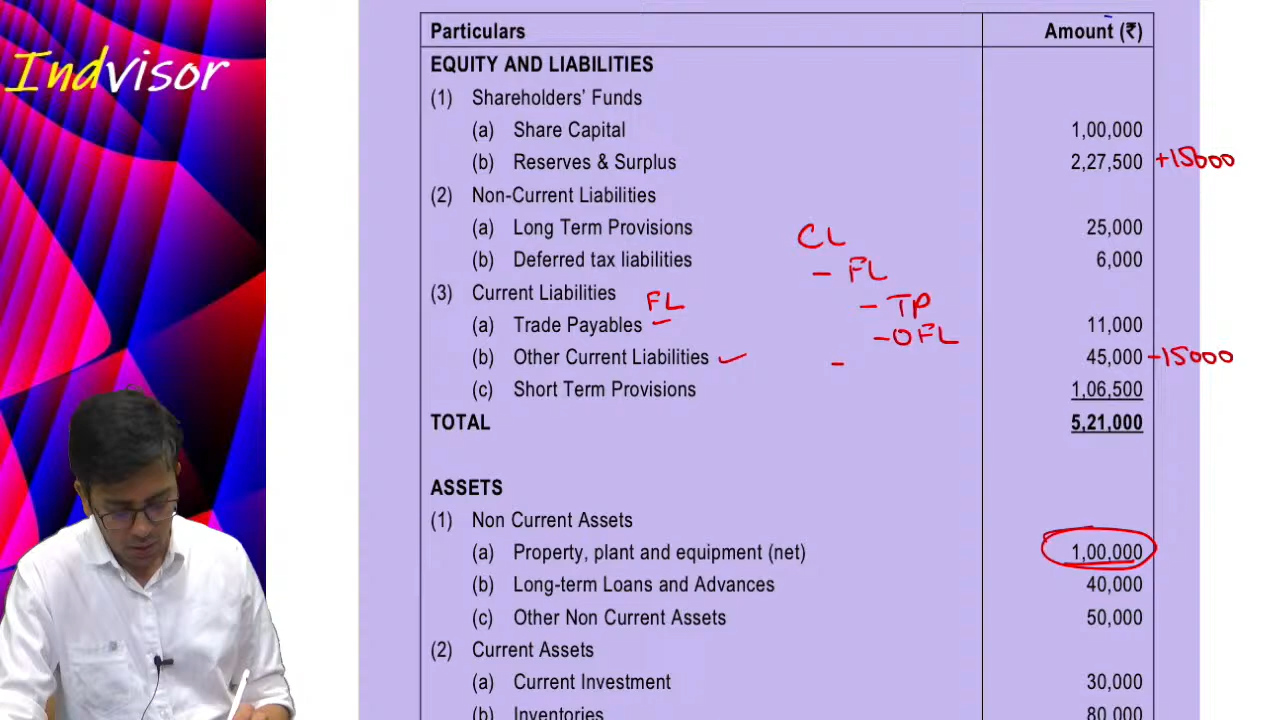 Indvisor
Particulars Amount (₹)
EQUITY AND LIABILITIES
(1) Shareholders' Funds
(a) Share Capital 1,00,000
(b) Reserves & Surplus 2,27,500 +15000
(2) Non-Current Liabilities
(a) Long Term Provisions 25,000
CL
(b) Deferred tax liabilities 6,000
- FL
(3) Current Liabilities
FL - TP
(a) Trade Payables 11,000
- OFL
(b) Other Current Liabilities - 45,000 -15000
(c) Short Term Provisions 1,06,500
TOTAL 5,21,000
ASSETS
(1) Non Current Assets
(a) Property, plant and equipment (net) 1,00,000
(b) Long-term Loans and Advances 40,000
(c) Other Non Current Assets 50,000
(2) Current Assets
(a) Current Investment 30,000
(b) Inventories 80,000